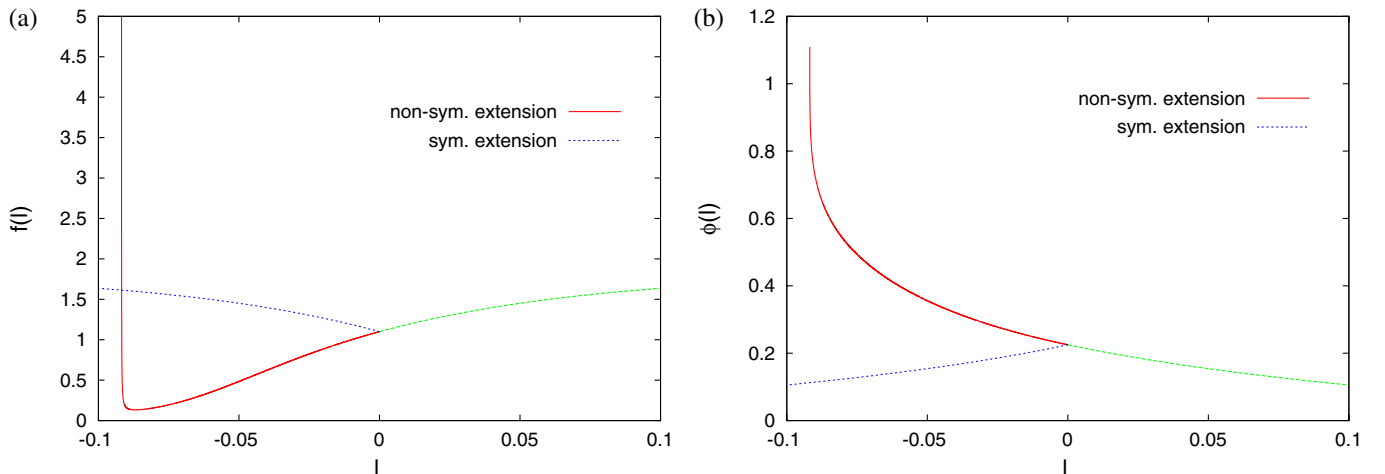 (a)
5
4.5
4
3.5
3
2.5
2
1.5
1
0.5
0
f(l)
-0.1
-0.05
0
0.05
0.1
l
non-sym. extension
sym. extension
(b)
1.2
1
0.8
0.6
0.4
0.2
0
ϕ(l)
-0.1
-0.05
0
0.05
0.1
l
non-sym. extension
sym. extension